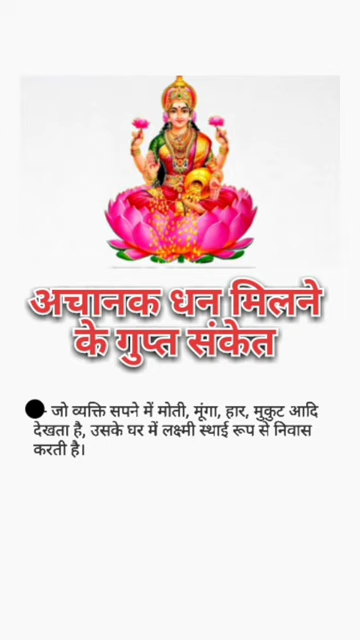 अचानक धन मिलने
के गुप्त संकेत
- जो व्यक्ति सपने में मोती, मूंगा, हार, मुकुट आदि
देखता है, उसके घर में लक्ष्मी स्थाई रूप से निवास
करती है।